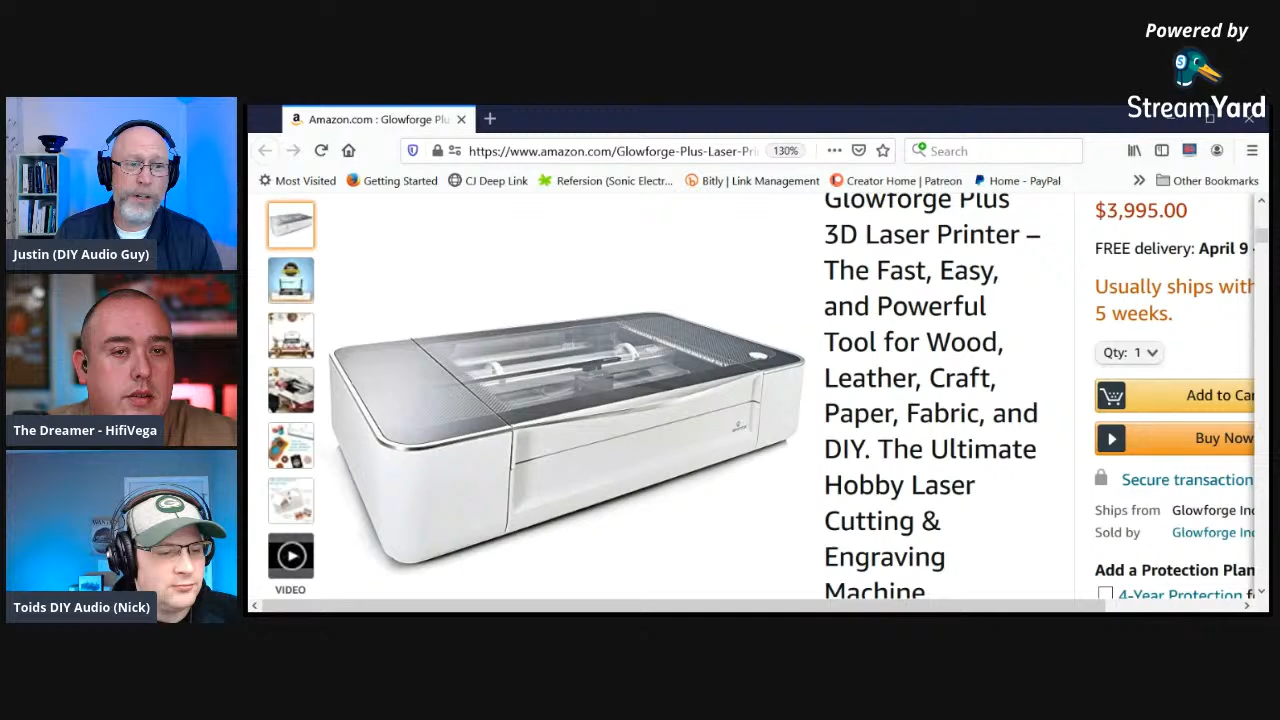 Powered by
StreamYard
Amazon.com : Glowforge Plu
https://www.amazon.com/Glowforge-Plus-Laser-Pri
130%
Search
Most Visited
Getting Started
CJ Deep Link
Refersion (Sonic Electr...
Bitly | Link Management
Creator Home | Patreon
Home - PayPal
Other Bookmarks
Justin (DIY Audio Guy)
The Dreamer - HifiVega
Toids DIY Audio (Nick)
VIDEO
Glowforge Plus
3D Laser Printer –
The Fast, Easy,
and Powerful
Tool for Wood,
Leather, Craft,
Paper, Fabric, and
DIY. The Ultimate
Hobby Laser
Cutting &
Engraving
Machine
$3,995.00
FREE delivery: April 9
Usually ships with
5 weeks.
Qty: 1
Add to Car
Buy Now
Secure transaction
Ships from Glowforge Inc
Sold by Glowforge Inc
Add a Protection Plan
4-Year Protection f